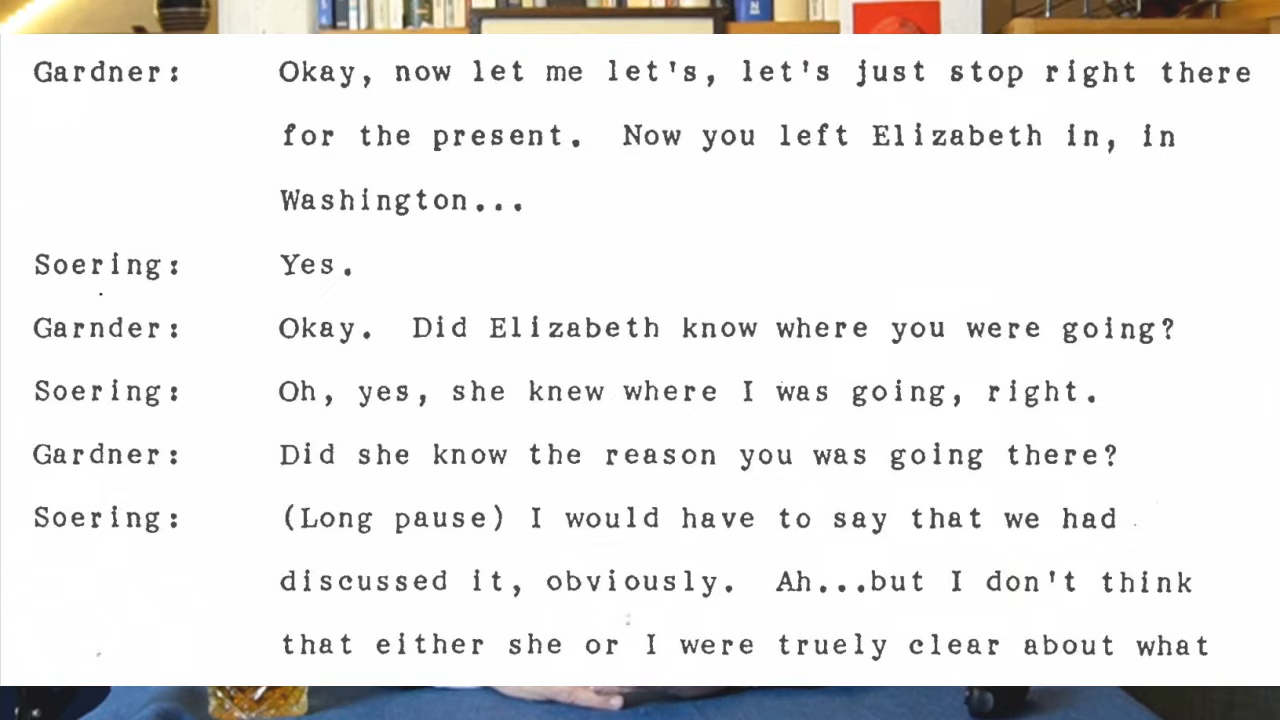 Gardner: Okay, now let me let's, let's just stop right there
for the present. Now you left Elizabeth in, in
Washington...
Soering: Yes.
Garnder: Okay. Did Elizabeth know where you were going?
Soering: Oh, yes, she knew where I was going, right.
Gardner: Did she know the reason you was going there?
Soering: (Long pause) I would have to say that we had
discussed it, obviously. Ah...but I don't think
that either she or I were truely clear about what